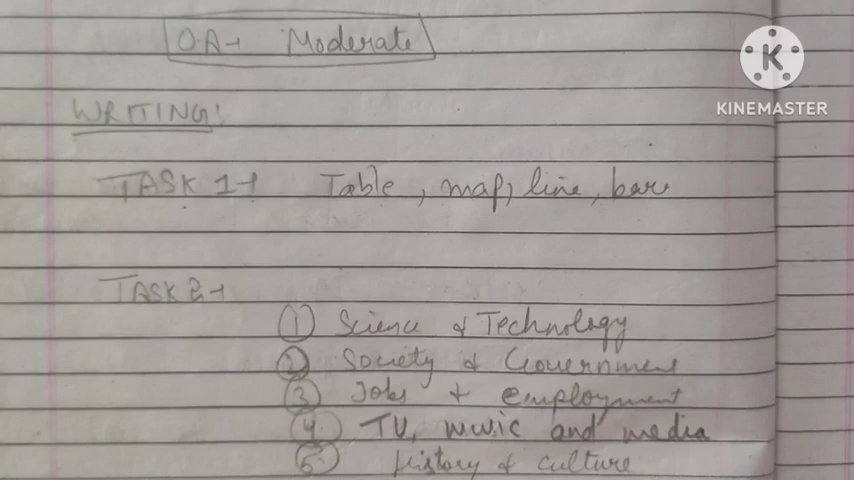 O.A→ Moderate
KINEMASTER
WRITING:
TASK 1→ Table, map, line, bar
TASK 2→
① Science & Technology
② Society & Government
③ Jobs & employment
④ TV, music and media
⑤ History & culture